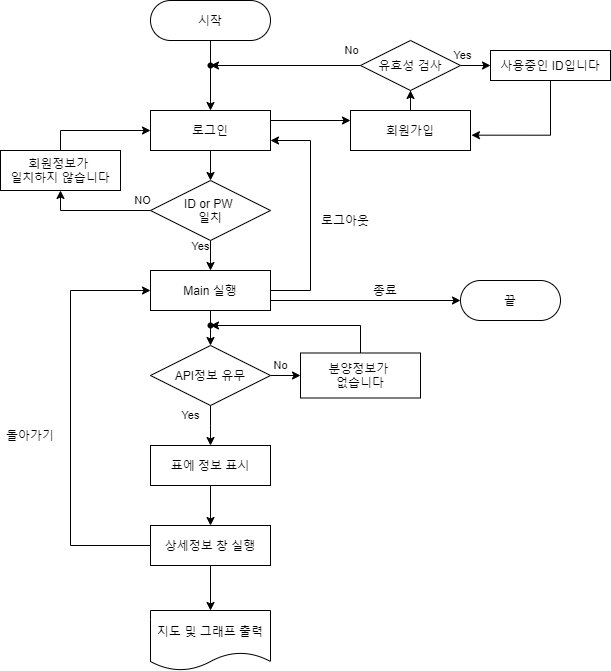 시작
No
유효성 검사
Yes
사용중인 ID입니다
로그인
회원가입
회원정보가
일치하지 않습니다
NO
ID or PW
일치
로그아웃
Yes
Main 실행
종료
끝
API정보 유무
No
분양정보가
없습니다
Yes
돌아가기
표에 정보 표시
상세정보 창 실행
지도 및 그래프 출력